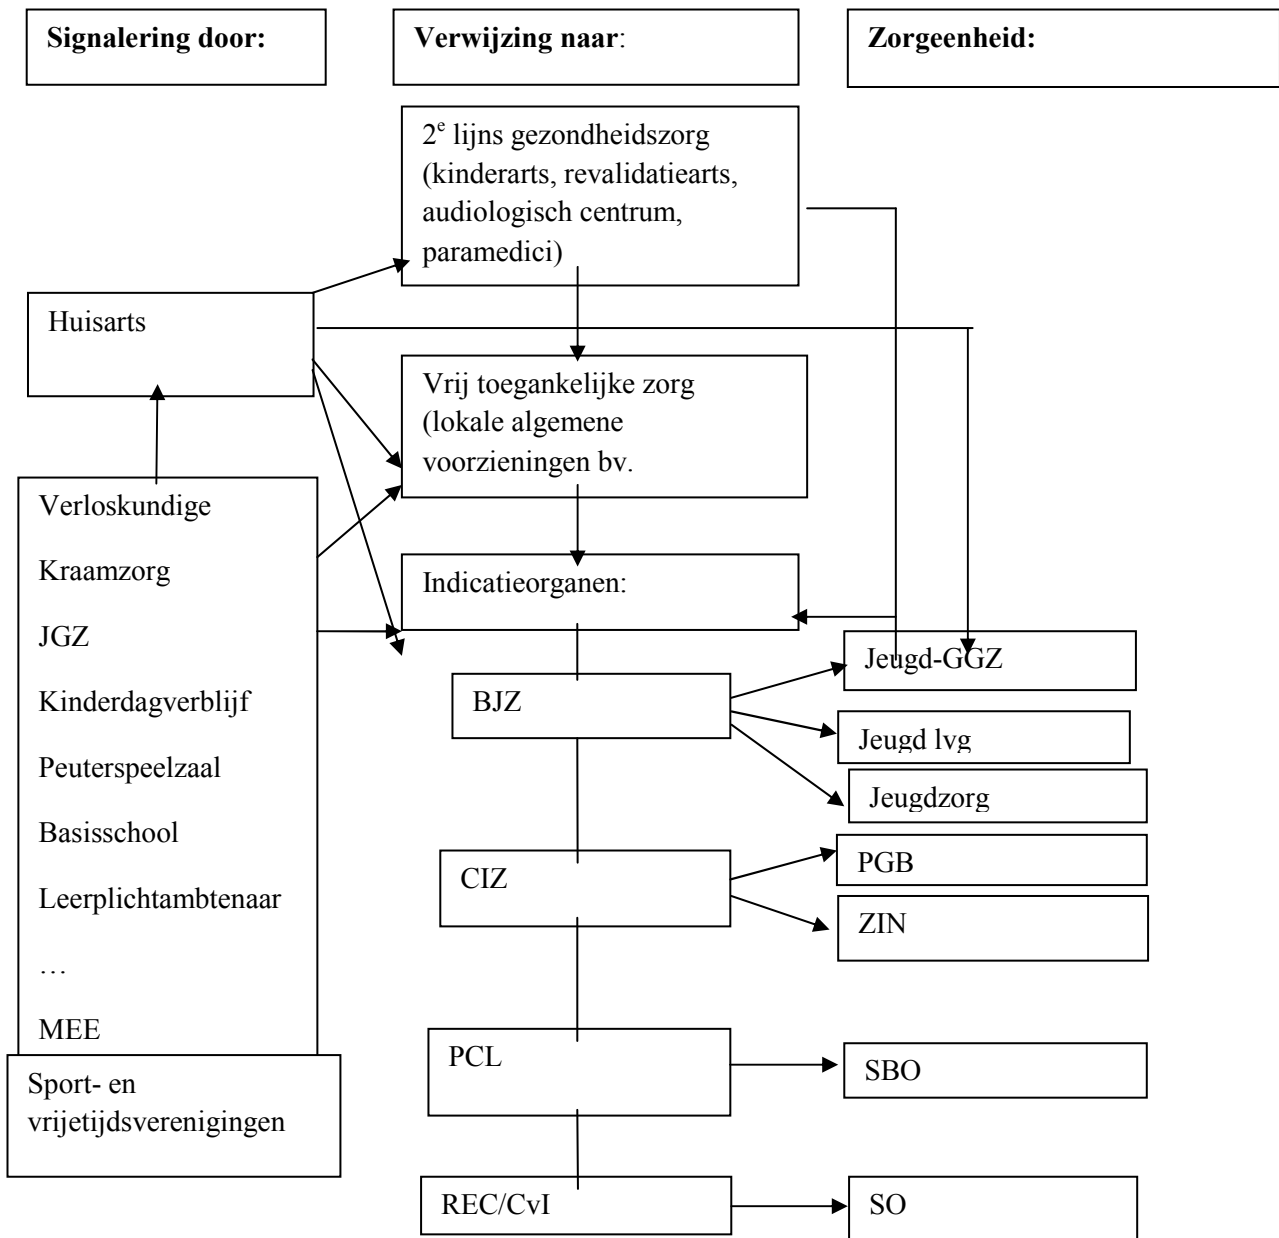 Signalering door:
Verwijzing naar:
Zorgeenheid:
2e lijns gezondheidszorg
(kinderarts, revalidatiearts,
audiologisch centrum,
paramedici)
Huisarts
Vrij toegankelijke zorg
(lokale algemene
voorzieningen bv.
Verloskundige
Kraamzorg
JGZ
Kinderdagverblijf
Peuterspeelzaal
Basisschool
Leerplichtambtenaar
…
MEE
Sport- en
vrijetijdsverenigingen
Indicatieorganen:
BJZ
CIZ
PCL
REC/CvI
Jeugd-GGZ
Jeugd lvg
Jeugdzorg
PGB
ZIN
SBO
SO